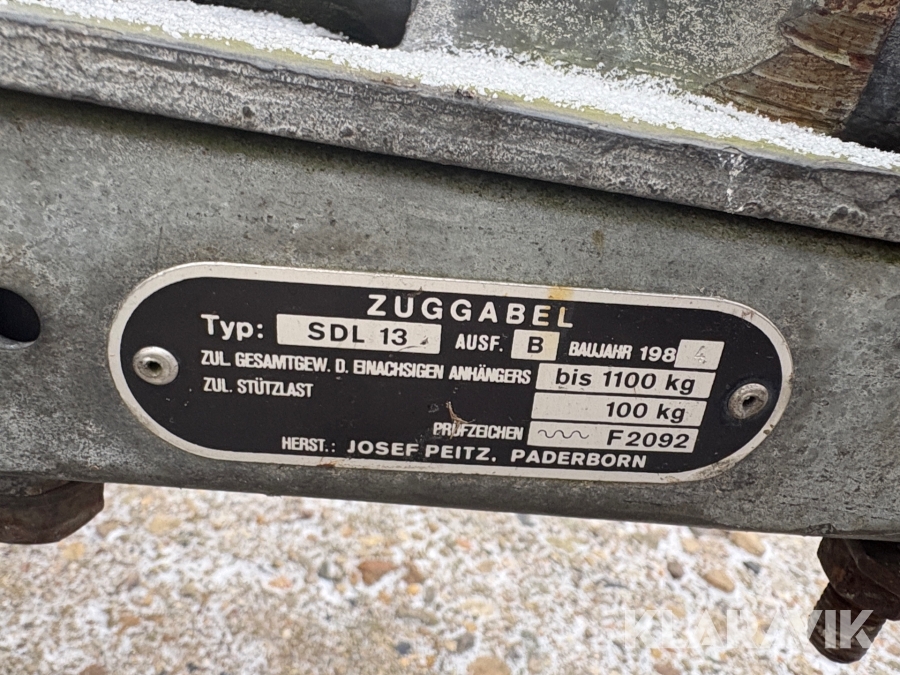 ZUGGABEL
Typ: SDL 13 AUSF. B BAUJAHR 1984
ZUL. GESAMTGEW. D. EINACHSIGEN ANHÄNGERS bis 1100 kg
ZUL. STÜTZLAST 100 kg
PRÜFZEICHEN F2092
HERST.: JOSEF PEITZ, PADERBORN
KLARAVIK